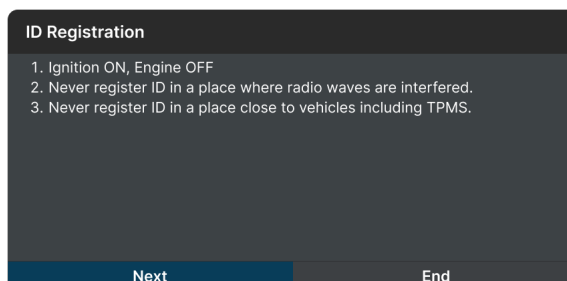 ID Registration
1. Ignition ON, Engine OFF
2. Never register ID in a place where radio waves are interfered.
3. Never register ID in a place close to vehicles including TPMS.
Next
End